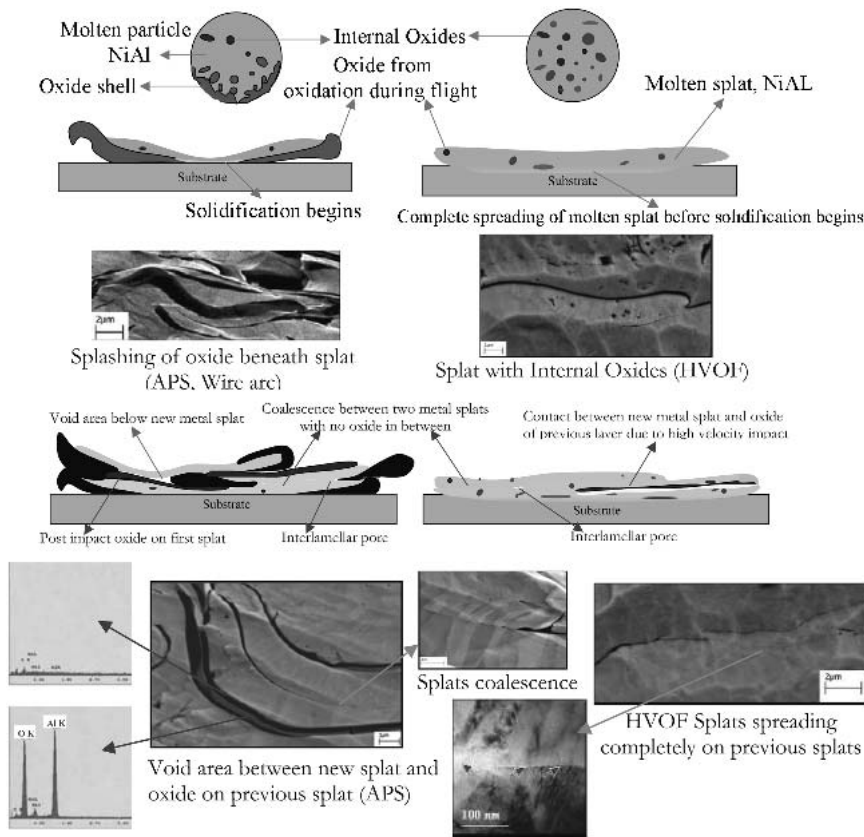 Molten particle
NiAl
Oxide shell
Internal Oxides
Oxide from
oxidation during flight
Molten splat, NiAL
Substrate
Solidification begins
Substrate
Complete spreading of molten splat before solidification begins
2µm
Splashing of oxide beneath splat
(APS, Wire arc)
Splat with Internal Oxides (HVOF)
Void area below new metal splat
Coalescence between two metal splats
with no oxide in between
Contact between new metal splat and oxide
of previous layer due to high velocity impact
Substrate
Post impact oxide on first splat
Interlamellar pore
Substrate
Interlamellar pore
O K
Al K
Void area between new splat and
oxide on previous splat (APS)
Splats coalescence
100 nm
2µm
HVOF Splats spreading
completely on previous splats